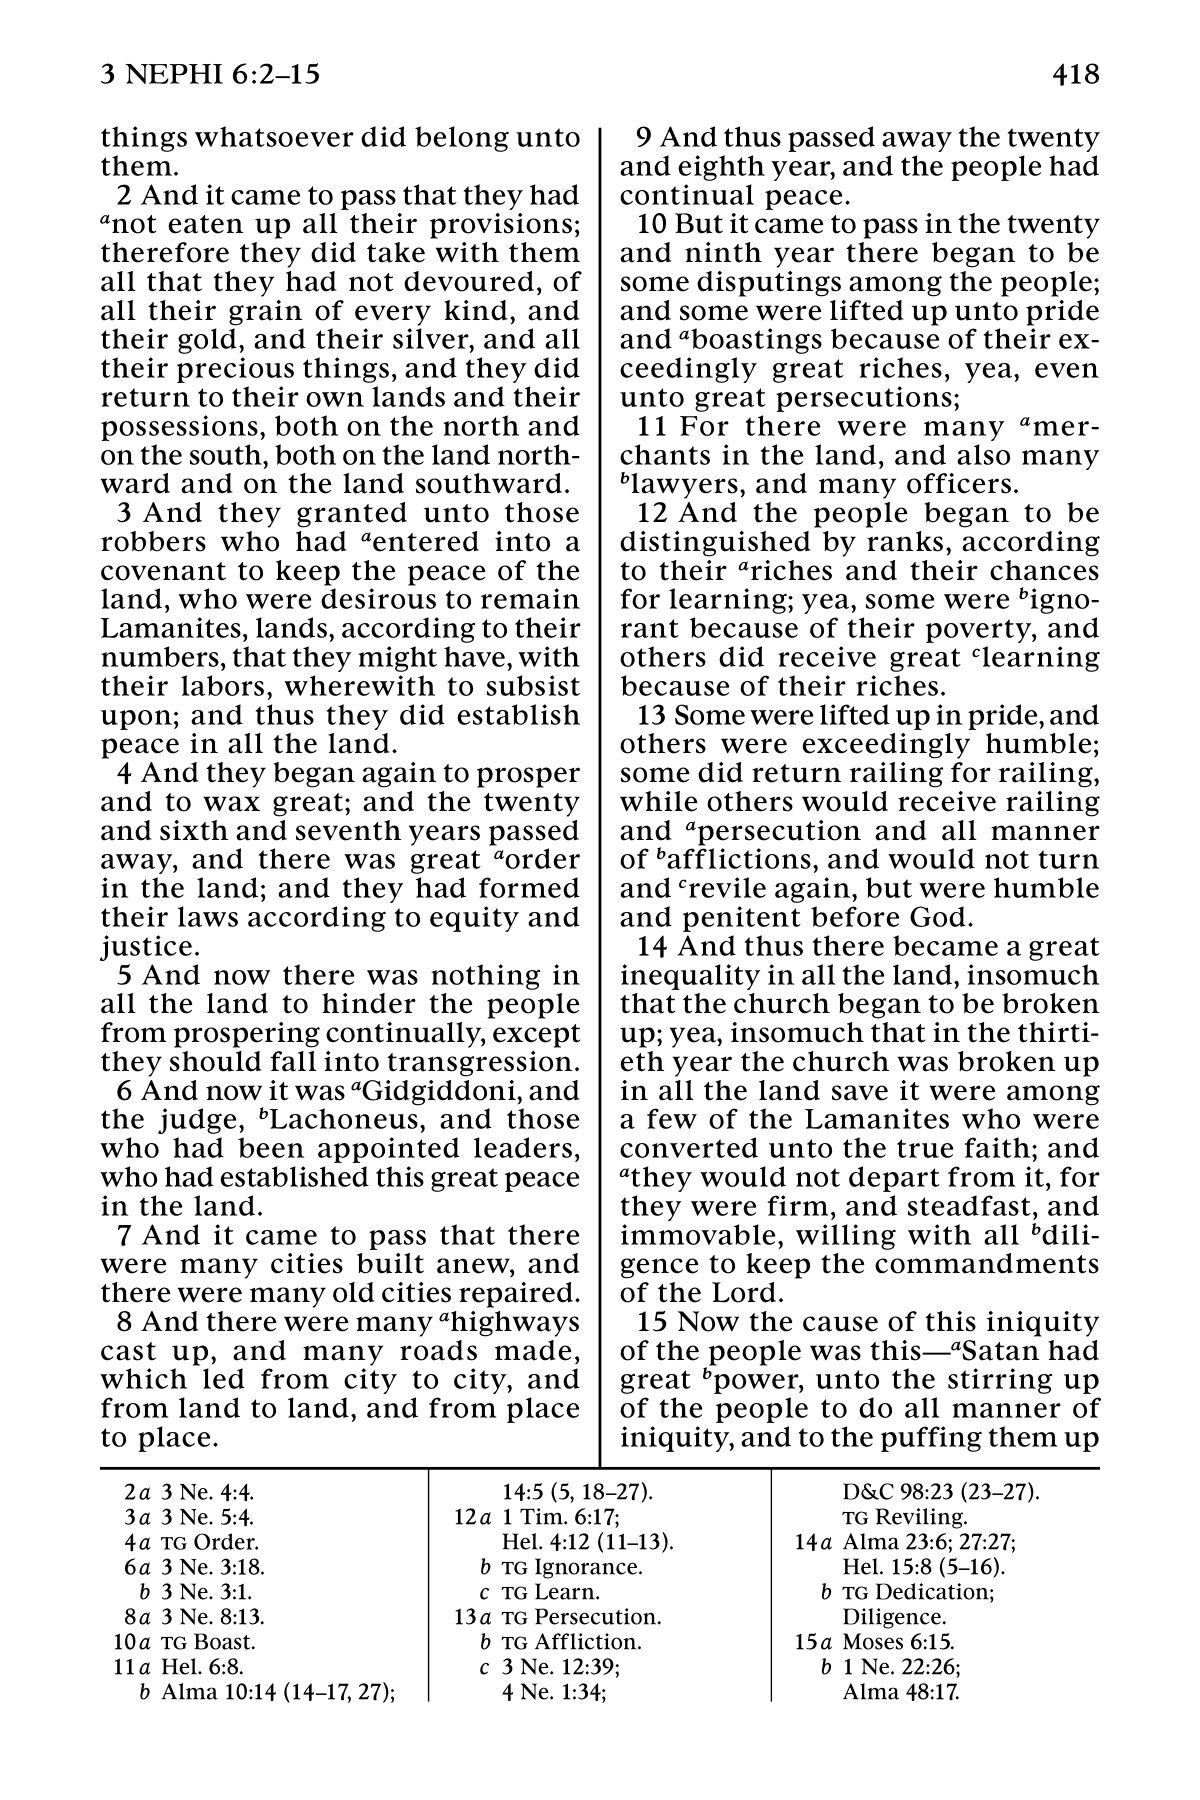 3 NEPHI 6:2–15
418
things whatsoever did belong unto
them.
2 And it came to pass that they had
anot eaten up all their provisions;
therefore they did take with them
all that they had not devoured, of
all their grain of every kind, and
their gold, and their silver, and all
their precious things, and they did
return to their own lands and their
possessions, both on the north and
on the south, both on the land north-
ward and on the land southward.
3 And they granted unto those
robbers who had aentered into a
covenant to keep the peace of the
land, who were desirous to remain
Lamanites, lands, according to their
numbers, that they might have, with
their labors, wherewith to subsist
upon; and thus they did establish
peace in all the land.
4 And they began again to prosper
and to wax great; and the twenty
and sixth and seventh years passed
away, and there was great aorder
in the land; and they had formed
their laws according to equity and
justice.
5 And now there was nothing in
all the land to hinder the people
from prospering continually, except
they should fall into transgression.
6 And now it was aGidgiddoni, and
the judge, bLachoneus, and those
who had been appointed leaders,
who had established this great peace
in the land.
7 And it came to pass that there
were many cities built anew, and
there were many old cities repaired.
8 And there were many ahighways
cast up, and many roads made,
which led from city to city, and
from land to land, and from place
to place.
9 And thus passed away the twenty
and eighth year, and the people had
continual peace.
10 But it came to pass in the twenty
and ninth year there began to be
some disputings among the people;
and some were lifted up unto pride
and aboastings because of their ex-
ceedingly great riches, yea, even
unto great persecutions;
11 For there were many amer-
chants in the land, and also many
blawyers, and many officers.
12 And the people began to be
distinguished by ranks, according
to their ariches and their chances
for learning; yea, some were bigno-
rant because of their poverty, and
others did receive great clearning
because of their riches.
13 Some were lifted up in pride, and
others were exceedingly humble;
some did return railing for railing,
while others would receive railing
and apersecution and all manner
of bafflictions, and would not turn
and crevile again, but were humble
and penitent before God.
14 And thus there became a great
inequality in all the land, insomuch
that the church began to be broken
up; yea, insomuch that in the thirti-
eth year the church was broken up
in all the land save it were among
a few of the Lamanites who were
converted unto the true faith; and
athey would not depart from it, for
they were firm, and steadfast, and
immovable, willing with all bdili-
gence to keep the commandments
of the Lord.
15 Now the cause of this iniquity
of the people was this—aSatan had
great bpower, unto the stirring up
of the people to do all manner of
iniquity, and to the puffing them up
2a 3 Ne. 4:4.
3a 3 Ne. 5:4.
4a TG Order.
6a 3 Ne. 3:18.
b 3 Ne. 3:1.
8a 3 Ne. 8:13.
10a TG Boast.
11a Hel. 6:8.
b Alma 10:14 (14–17, 27);
14:5 (5, 18–27).
12a 1 Tim. 6:17;
Hel. 4:12 (11–13).
b TG Ignorance.
c TG Learn.
13a TG Persecution.
b TG Affliction.
c 3 Ne. 12:39;
4 Ne. 1:34;
D&C 98:23 (23–27).
TG Reviling.
14a Alma 23:6; 27:27;
Hel. 15:8 (5–16).
b TG Dedication;
Diligence.
15a Moses 6:15.
b 1 Ne. 22:26;
Alma 48:17.